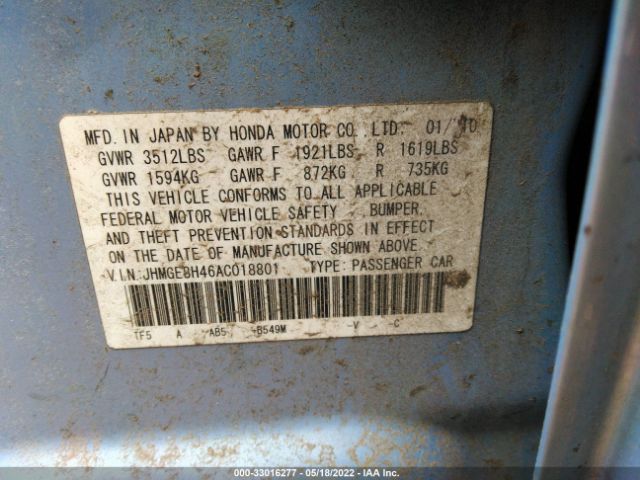 MFD. IN JAPAN BY HONDA MOTOR CO., LTD. 01/10
GVWR 3512LBS GAWR F 1921LBS R 1619LBS
GVWR 1594KG GAWR F 872KG R 735KG
THIS VEHICLE CONFORMS TO ALL APPLICABLE
FEDERAL MOTOR VEHICLE SAFETY, BUMPER,
AND THEFT PREVENTION STANDARDS IN EFFECT
ON THE DATE OF MANUFACTURE SHOWN ABOVE.
V.I.N:JHMGE8H46AC018801 TYPE: PASSENGER CAR
TF5 A AB5 -B549M -V -C
000-33016277 - 05/18/2022 - IAA Inc.